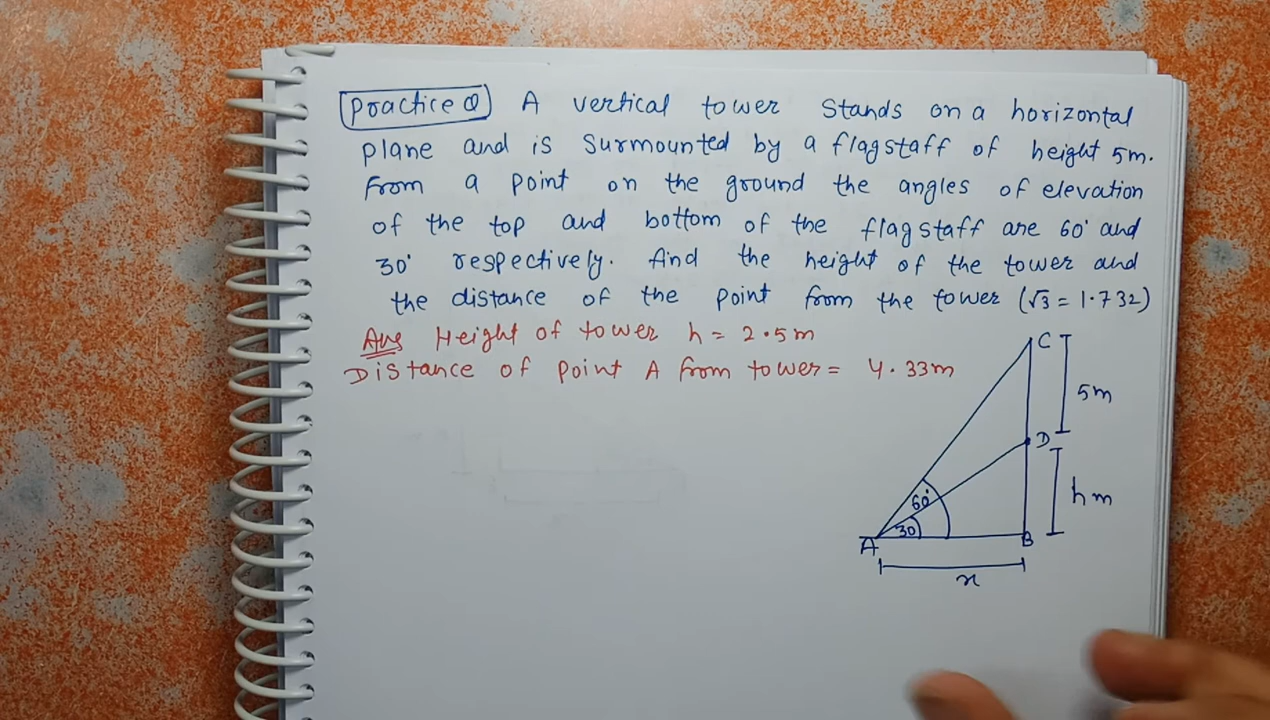 Practice Q A vertical tower stands on a horizontal
plane and is surmounted by a flagstaff of height 5m.
From a point on the ground the angles of elevation
of the top and bottom of the flagstaff are 60° and
30° respectively. Find the height of the tower and
the distance of the point from the tower (√3 = 1.732)
Ans Height of tower h = 2.5m
Distance of point A from tower = 4.33m
C
5m
D
hm
60°
30
A
B
x